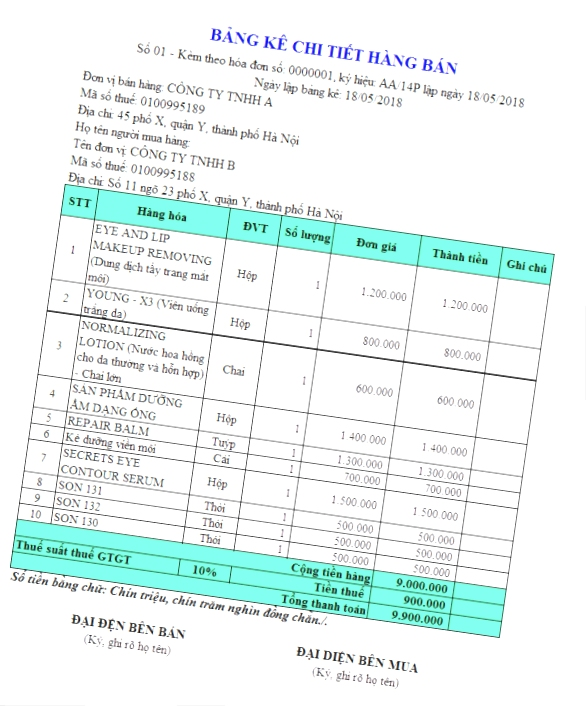 BẢNG KÊ CHI TIẾT HÀNG BÁN
Số 01 - Kèm theo hóa đơn số: 0000001, ký hiệu: AA/14P lập ngày 18/05/2018
Ngày lập bảng kê: 18/05/2018
Đơn vị bán hàng: CÔNG TY TNHH A
Mã số thuế: 0100995189
Địa chỉ: 45 phố X, quận Y, thành phố Hà Nội
Họ tên người mua hàng:
Tên đơn vị: CÔNG TY TNHH B
Mã số thuế: 0100995188
Địa chỉ: Số 11 ngõ 23 phố X, quận Y, thành phố Hà Nội
STT Hàng hóa ĐVT Số lượng Đơn giá Thành tiền Ghi chú
1 EYE AND LIP MAKEUP REMOVING (Dung dịch tẩy trang mắt môi) Hộp 1 1.200.000 1.200.000
2 YOUNG - X3 (Viên uống trắng da) Hộp 1 800.000 800.000
3 NORMALIZING LOTION (Nước hoa hồng cho da thường và hỗn hợp) - Chai lớn Chai 1 600.000 600.000
4 SẢN PHẨM DƯỠNG ẨM DẠNG ỐNG Hộp 1 1.400.000 1.400.000
5 REPAIR BALM Tuýp 1 1.300.000 1.300.000
6 Kẻ dưỡng viền môi Cái 1 700.000 700.000
7 SECRETS EYE CONTOUR SERUM Hộp 1 1.500.000 1.500.000
8 SON 131 Thỏi 1 500.000 500.000
9 SON 132 Thỏi 1 500.000 500.000
10 SON 130 Thỏi 1 500.000 500.000
Cộng tiền hàng 9.000.000
Thuế suất thuế GTGT 10% Tiền thuế 900.000
Tổng thanh toán 9.900.000
Số tiền bằng chữ: Chín triệu, chín trăm nghìn đồng chẵn./.
ĐẠI ĐỆN BÊN BÁN
(Ký, ghi rõ họ tên)
ĐẠI DIỆN BÊN MUA
(Ký, ghi rõ họ tên)